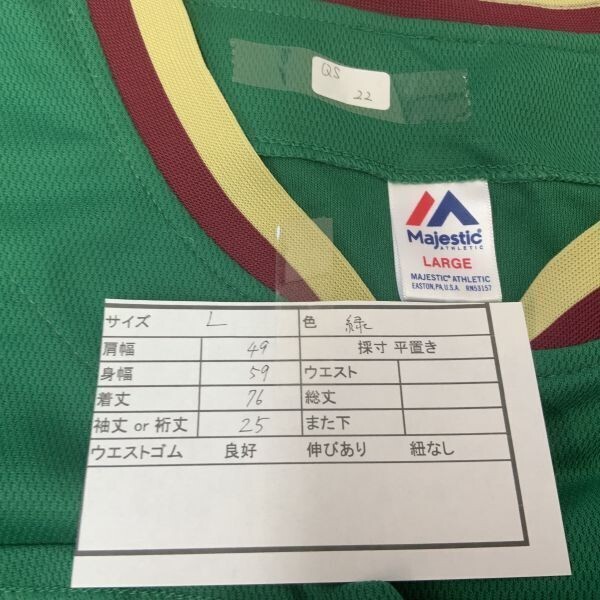 QS
22
Majestic
ATHLETIC
LARGE
MAJESTIC® ATHLETIC
EASTON, PA, U.S.A. RN53157
サイズ L 色 緑
肩幅 49 採寸 平置き
身幅 59 ウエスト
着丈 76 総丈
袖丈 or 裄丈 25 また下
ウエストゴム 良好 伸びあり 紐なし